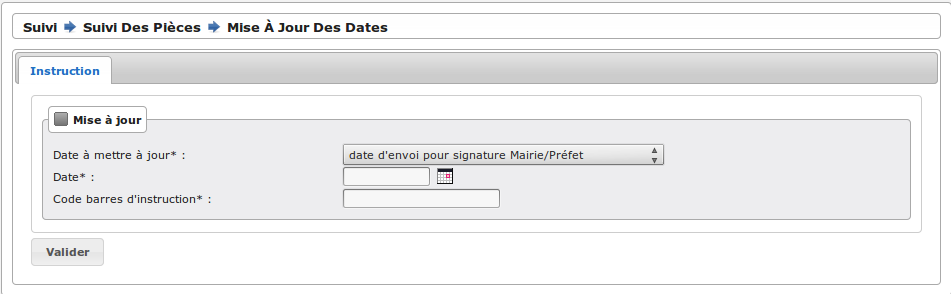 Suivi Suivi Des Pièces Mise À Jour Des Dates
Instruction
Mise à jour
Date à mettre à jour* : date d'envoi pour signature Mairie/Préfet
Date* :
Code barres d'instruction* :
Valider